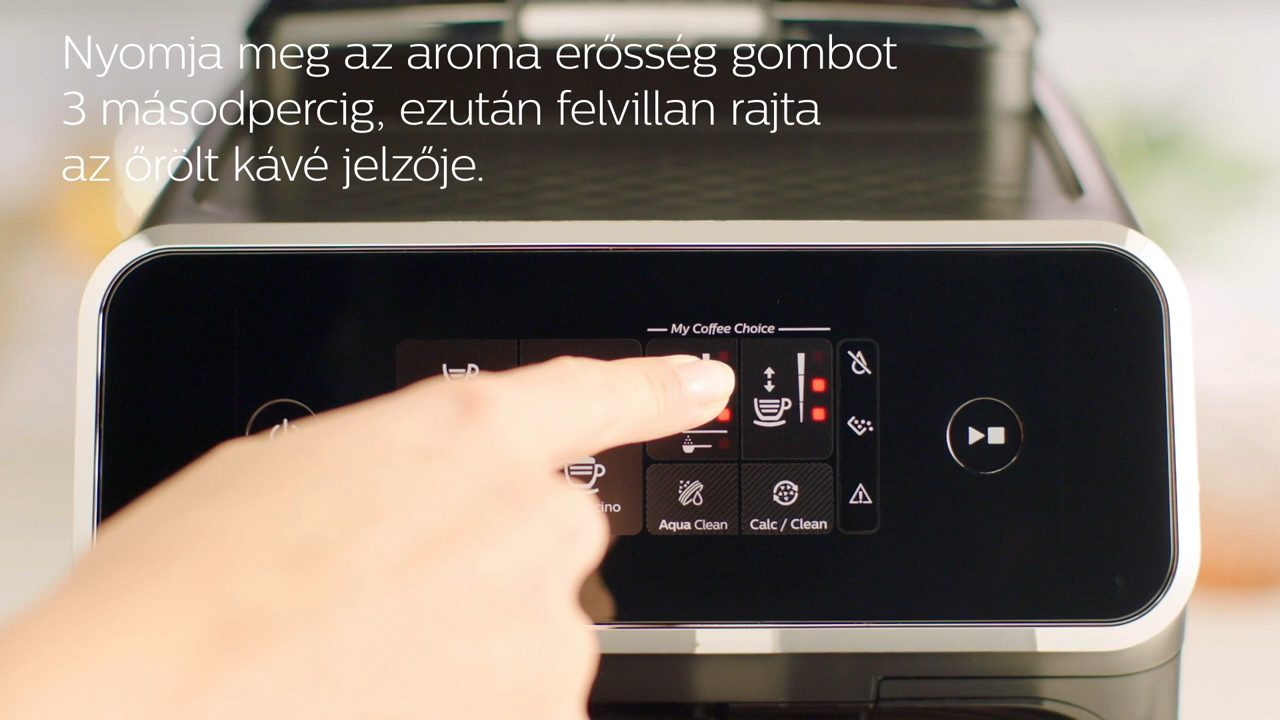 Nyomja meg az aroma erősség gombot
3 másodpercig, ezután felvillan rajta
az őrölt kávé jelzője.
My Coffee Choice
Aqua Clean
Calc / Clean